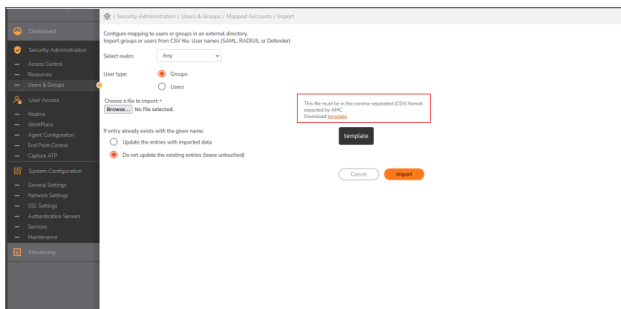 / Security Administration / Users & Groups / Mapped Accounts / Import
Dashboard
Security Administration
Access Control
Resources
Users & Groups
User Access
Realms
WorkPlace
Agent Configuration
End Point Control
Capture ATP
System Configuration
General Settings
Network Settings
SSL Settings
Authentication Servers
Services
Maintenance
Monitoring
Configure mapping to users or groups in an external directory.
Import groups or users from CSV file. User names (SAML, RADIUS, or Defender)
Select realm: Any
User type: Groups
Users
Choose a file to import: *
Browse... No file selected.
This file must be in the comma-separated (CSV) format
expected by AMC.
Download template.
If entry already exists with the given name:
template
Update the entries with imported data
Do not update the existing entries (leave untouched)
Cancel Import